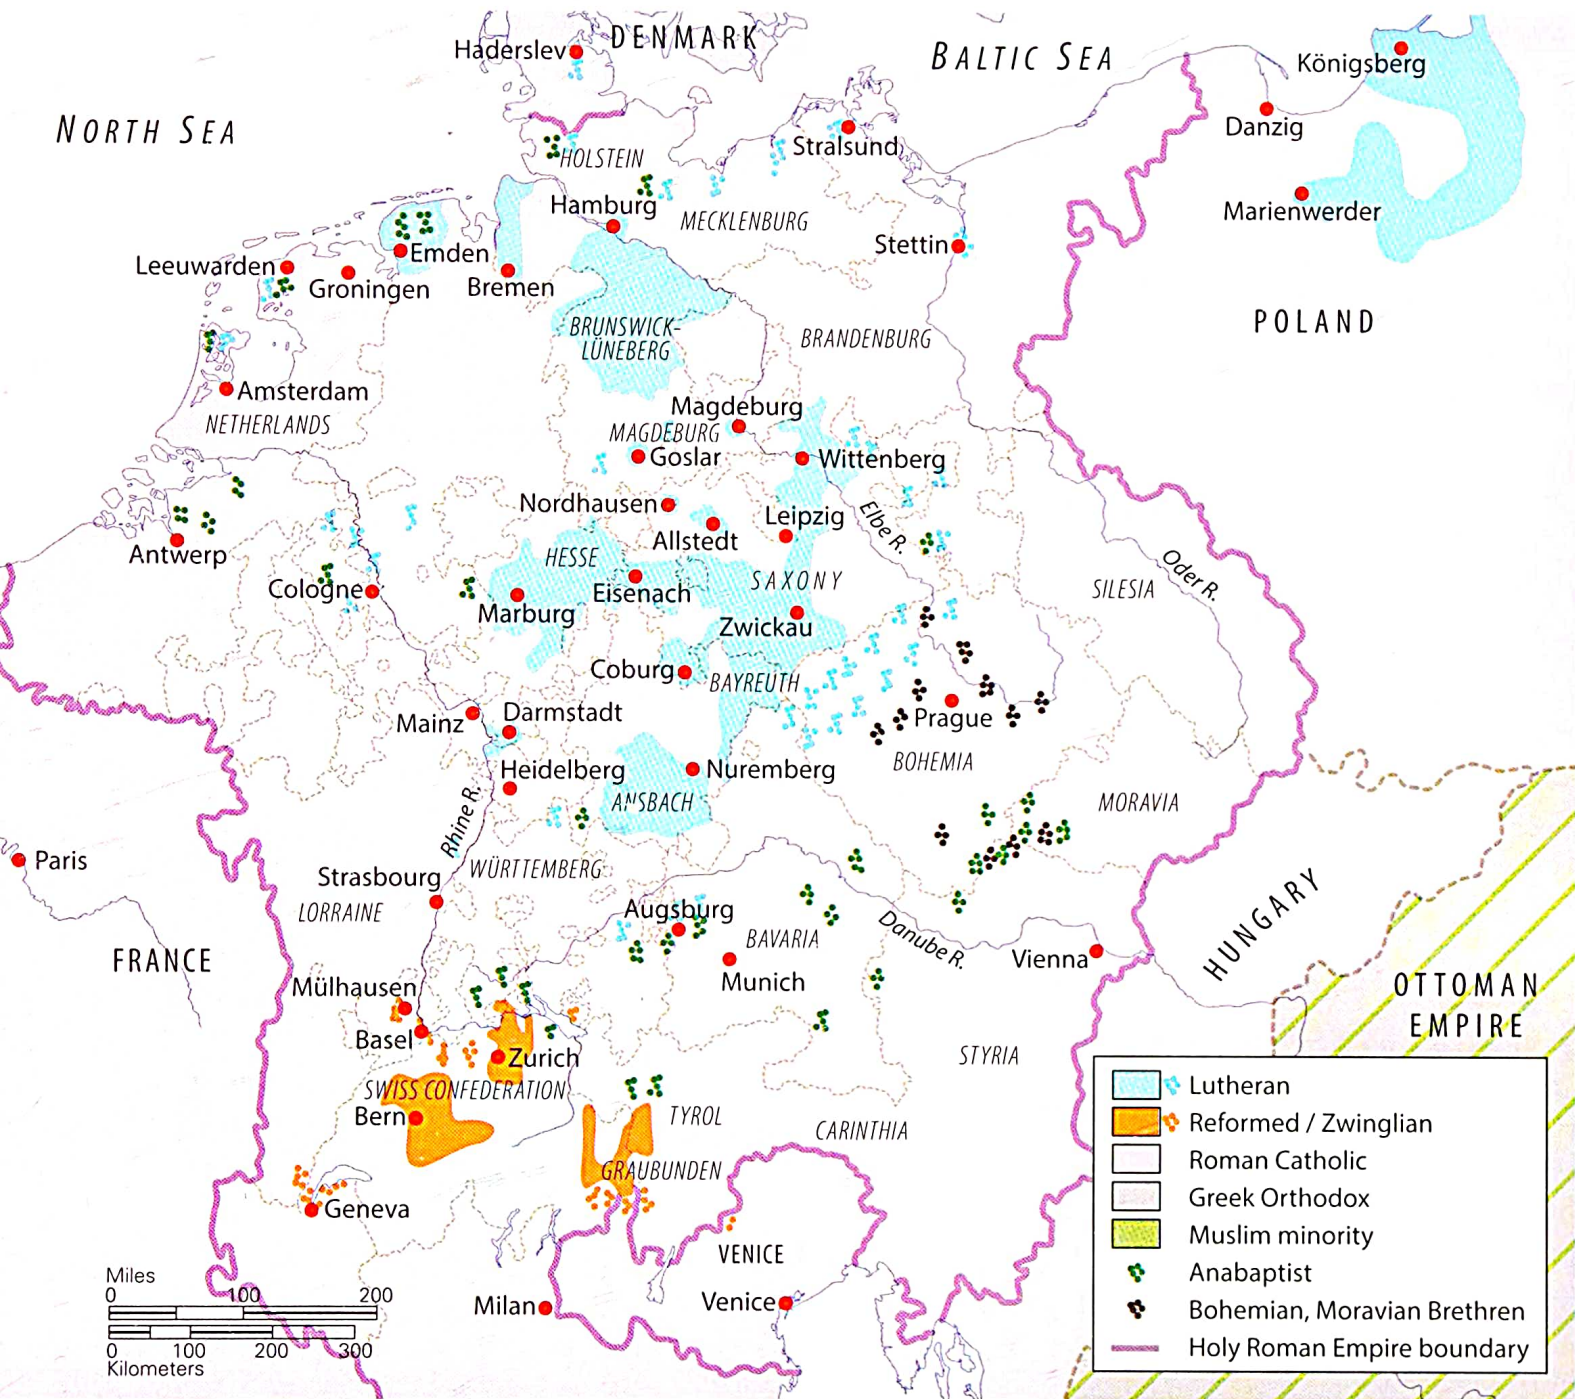 Haderslev
DENMARK
BALTIC SEA
Königsberg
NORTH SEA
Danzig
Stralsund
HOLSTEIN
Hamburg
MECKLENBURG
Marienwerder
Stettin
Emden
Leeuwarden
Groningen
Bremen
POLAND
BRUNSWICK-
LÜNEBERG
BRANDENBURG
Amsterdam
NETHERLANDS
Magdeburg
MAGDEBURG
Goslar
Wittenberg
Nordhausen
Leipzig
Elbe R.
Allstedt
Antwerp
HESSE
Eisenach
SAXONY
Oder R.
SILESIA
Cologne
Marburg
Zwickau
Coburg
BAYREUTH
Mainz
Darmstadt
Prague
BOHEMIA
Heidelberg
Nuremberg
ANSBACH
MORAVIA
Rhine R.
Paris
WÜRTTEMBERG
Strasbourg
LORRAINE
Augsburg
BAVARIA
Danube R.
HUNGARY
FRANCE
Munich
Vienna
OTTOMAN
EMPIRE
Mülhausen
Basel
Zurich
STYRIA
SWISS CONFEDERATION
Bern
TYROL
CARINTHIA
GRAUBUNDEN
Geneva
VENICE
Milan
Venice
Miles
0 100 200
0 100 200 300
Kilometers
Lutheran
Reformed / Zwinglian
Roman Catholic
Greek Orthodox
Muslim minority
Anabaptist
Bohemian, Moravian Brethren
Holy Roman Empire boundary